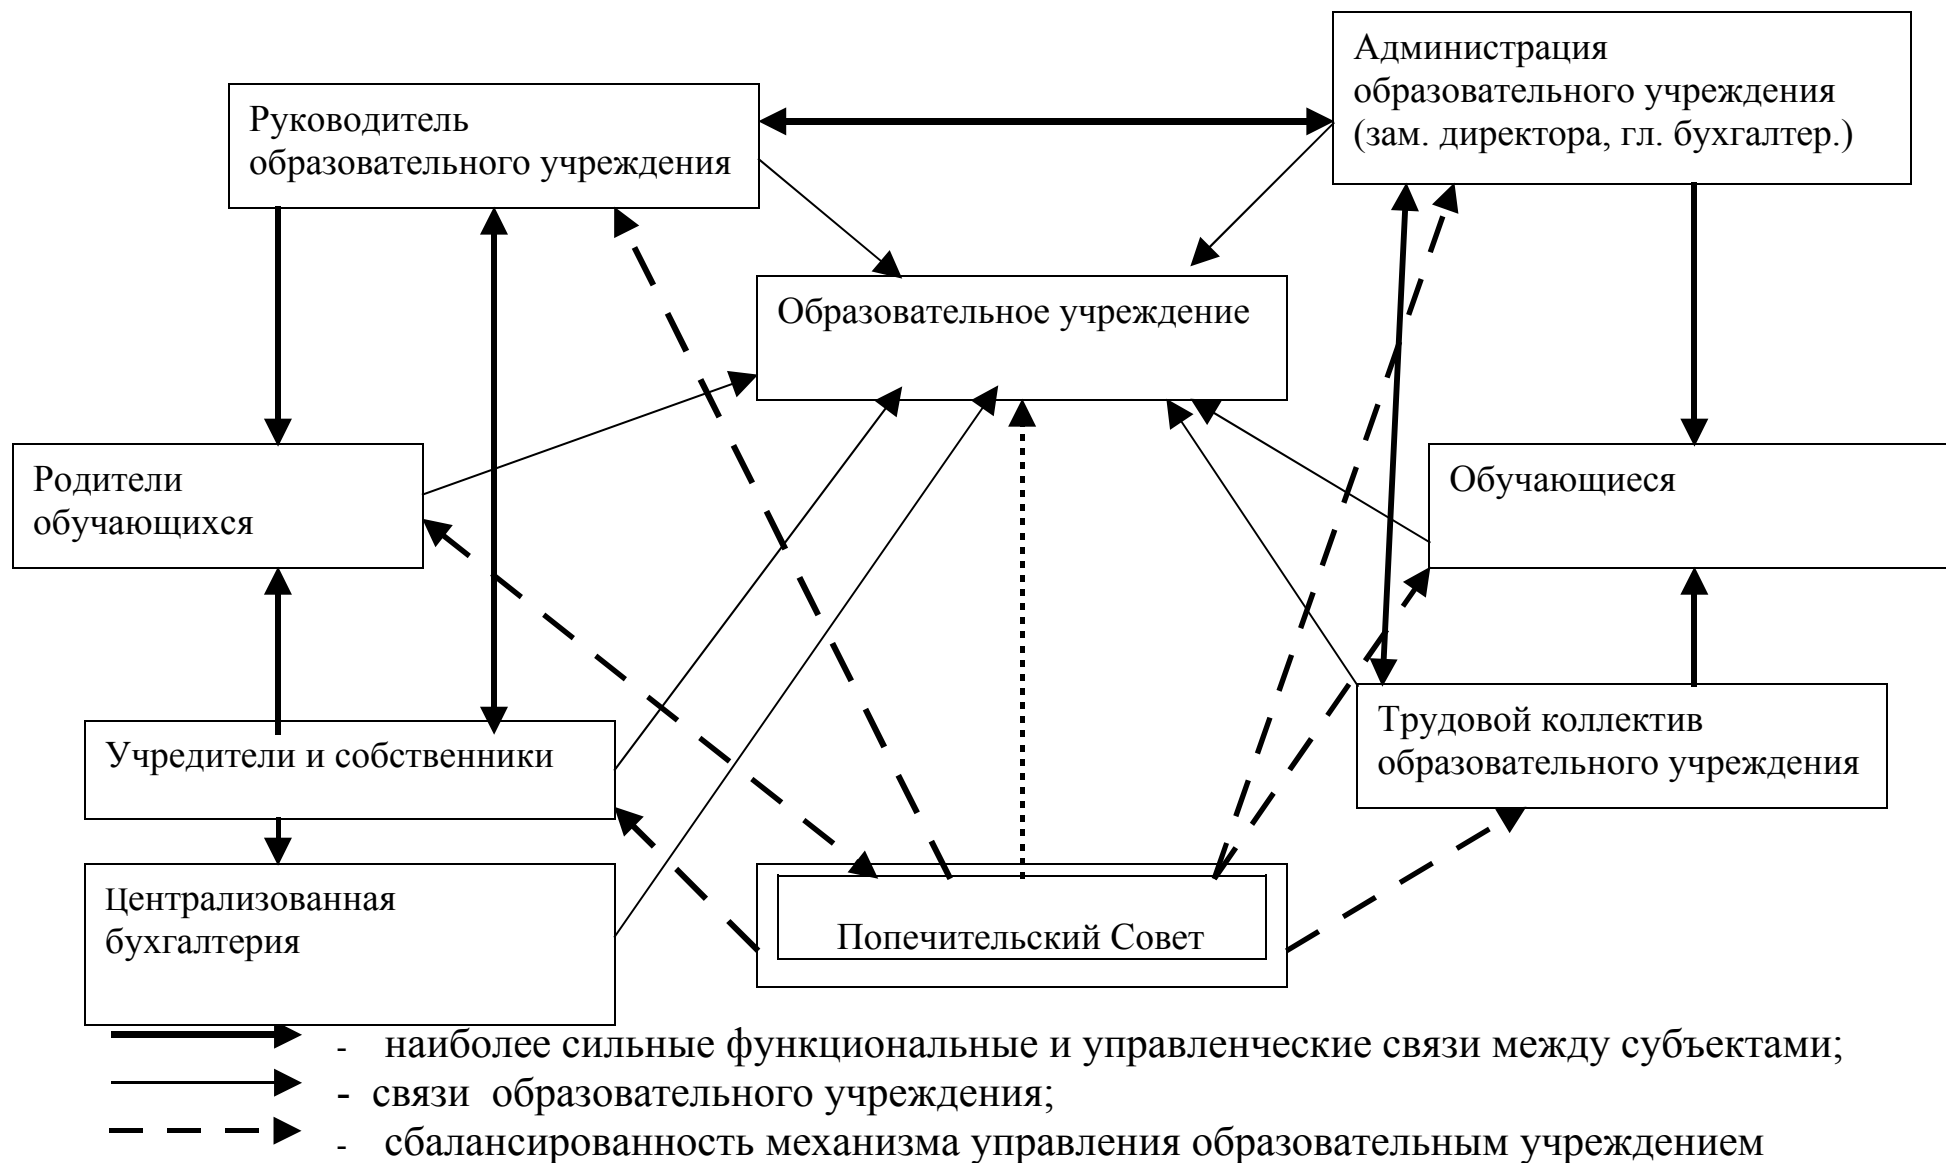 Администрация
образовательного учреждения
(зам. директора, гл. бухгалтер.)
Руководитель
образовательного учреждения
Образовательное учреждение
Родители
обучающихся
Обучающиеся
Трудовой коллектив
образовательного учреждения
Учредители и собственники
Централизованная
бухгалтерия
Попечительский Совет
- наиболее сильные функциональные и управленческие связи между субъектами;
- связи образовательного учреждения;
- сбалансированность механизма управления образовательным учреждением